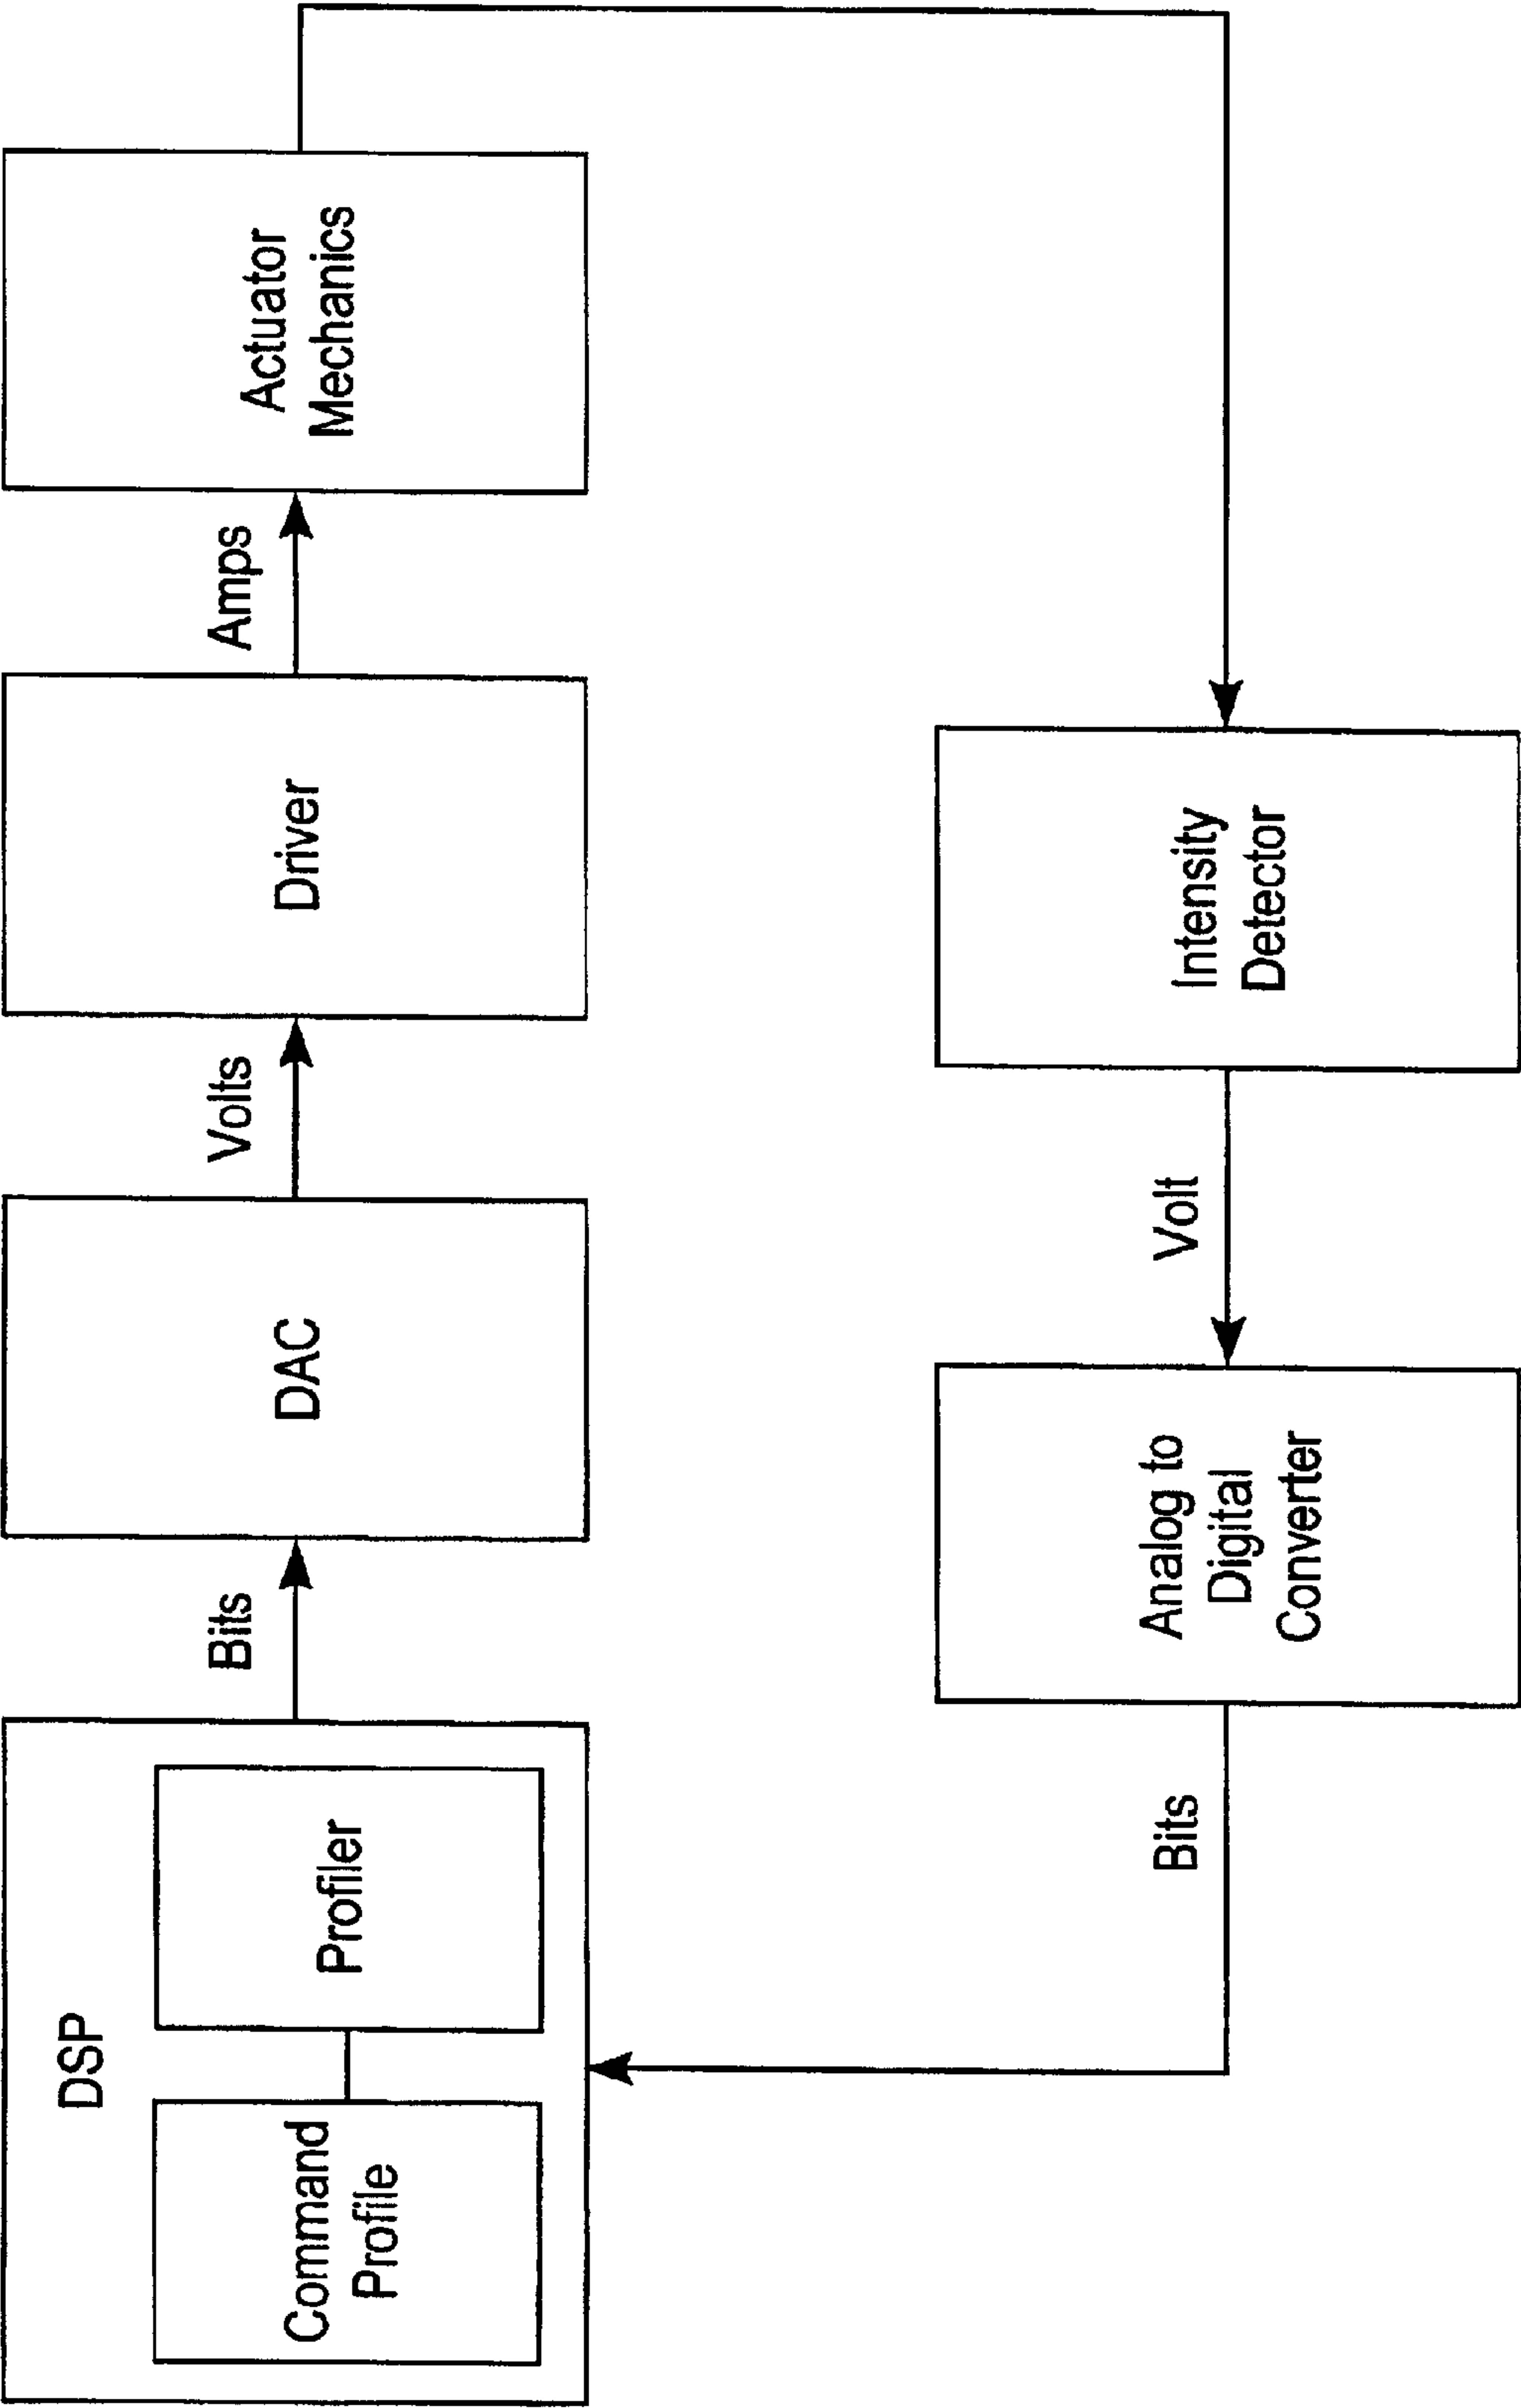 DSP
Command
Profile
Profiler
Bits
DAC
Volts
Driver
Amps
Actuator
Mechanics
Intensity
Detector
Volt
Analog to
Digital
Converter
Bits